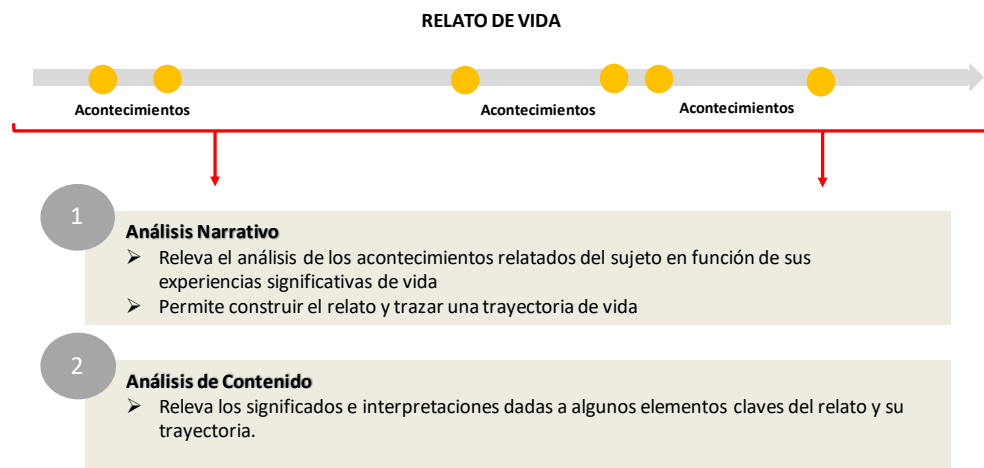 RELATO DE VIDA
Acontecimientos
Acontecimientos
Acontecimientos
1
Análisis Narrativo
➢ Releva el análisis de los acontecimientos relatados del sujeto en función de sus
experiencias significativas de vida
➢ Permite construir el relato y trazar una trayectoria de vida
2
Análisis de Contenido
➢ Releva los significados e interpretaciones dadas a algunos elementos claves del relato y su
trayectoria.